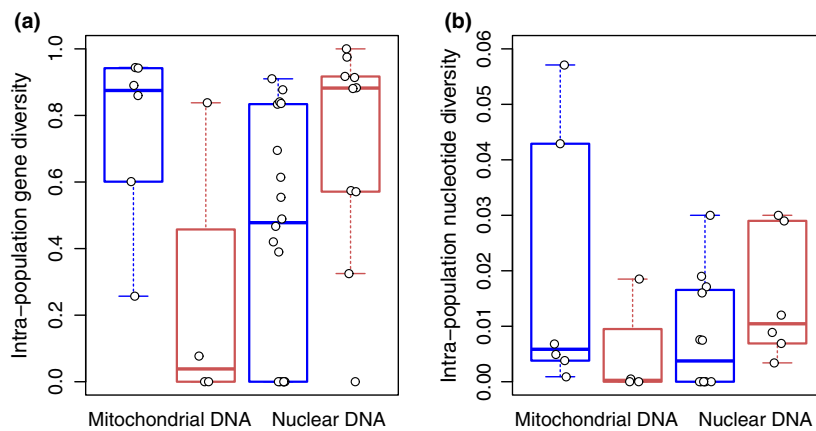 (a)
Intra−population gene diversity
1.0
0.8
0.6
0.4
0.2
0.0
Mitochondrial DNA Nuclear DNA
(b)
Intra−population nucleotide diversity
0.06
0.05
0.04
0.03
0.02
0.01
0.00
Mitochondrial DNA Nuclear DNA